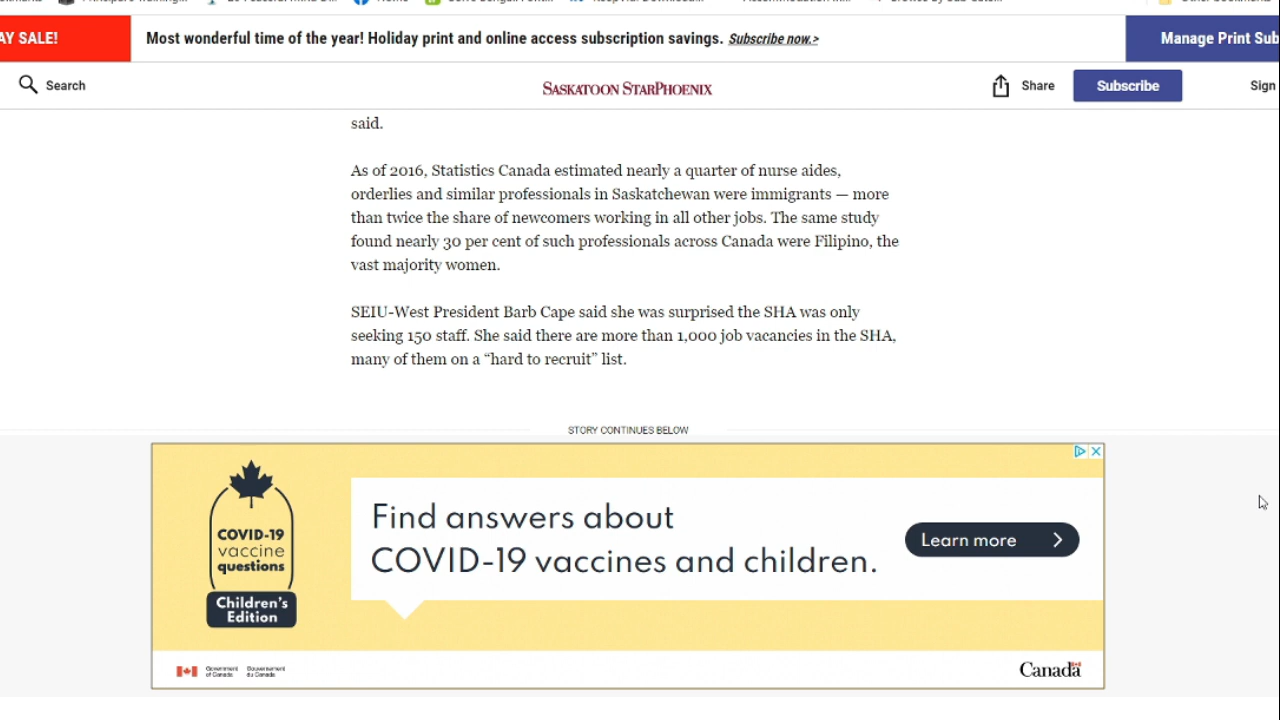 AY SALE!
Most wonderful time of the year! Holiday print and online access subscription savings. Subscribe now.>
Manage Print Sub
Search
SASKATOON STARPHOENIX
Share
Subscribe
Sign
said.
As of 2016, Statistics Canada estimated nearly a quarter of nurse aides,
orderlies and similar professionals in Saskatchewan were immigrants — more
than twice the share of newcomers working in all other jobs. The same study
found nearly 30 per cent of such professionals across Canada were Filipino, the
vast majority women.
SEIU-West President Barb Cape said she was surprised the SHA was only
seeking 150 staff. She said there are more than 1,000 job vacancies in the SHA,
many of them on a “hard to recruit” list.
STORY CONTINUES BELOW
COVID-19
vaccine
questions
Children's
Edition
Find answers about
COVID-19 vaccines and children.
Learn more
Government
of Canada
Gouvernement
du Canada
Canada